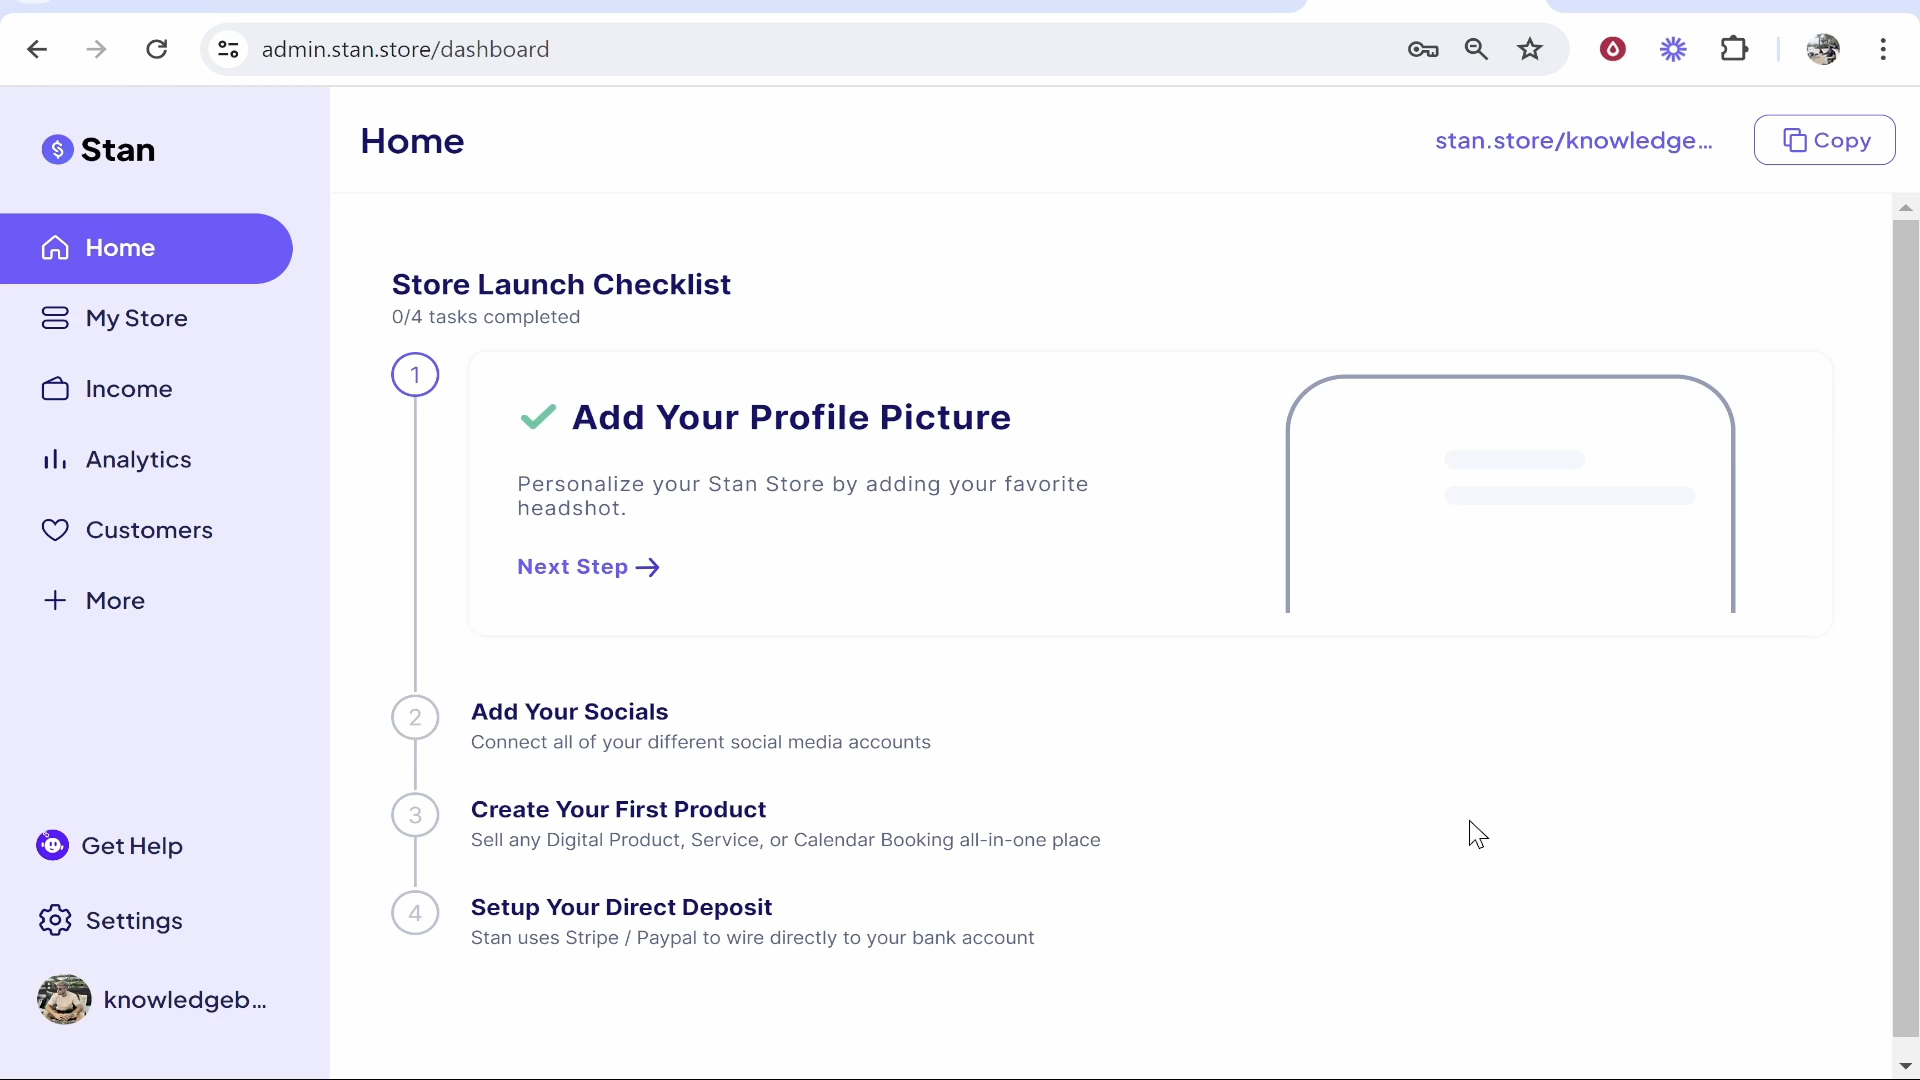 admin.stan.store/dashboard
$ Stan
Home
My Store
Income
Analytics
Customers
More
Get Help
Settings
knowledgeb...
Home
stan.store/knowledge...
Copy
Store Launch Checklist
0/4 tasks completed
1
Add Your Profile Picture
Personalize your Stan Store by adding your favorite
headshot.
Next Step
2
Add Your Socials
Connect all of your different social media accounts
3
Create Your First Product
Sell any Digital Product, Service, or Calendar Booking all-in-one place
4
Setup Your Direct Deposit
Stan uses Stripe / Paypal to wire directly to your bank account